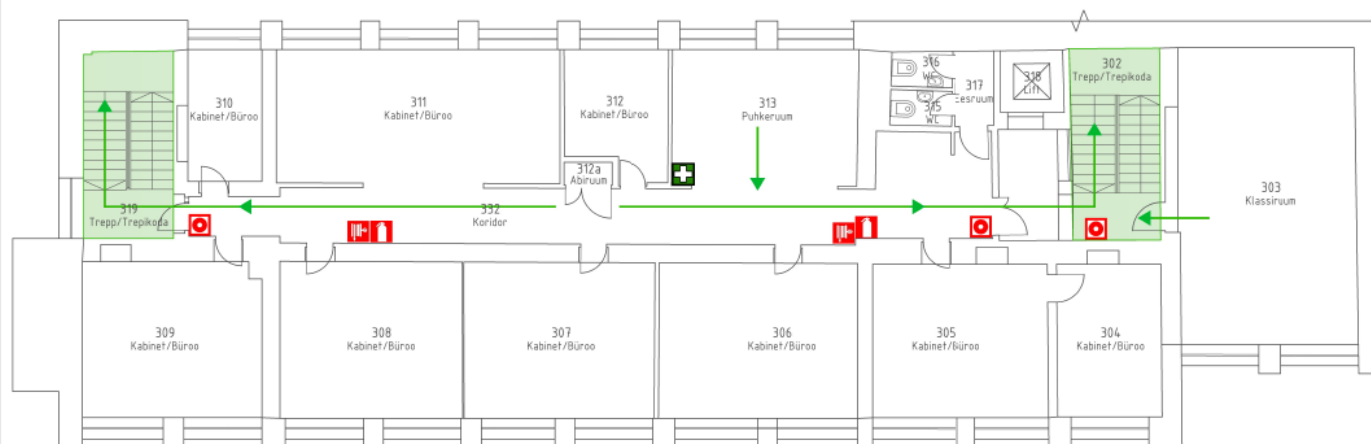 316
WC
302
Trepp/Trepikoda
318
Lift
317
Eesruum
310
Kabinet/Büroo
311
Kabinet/Büroo
312
Kabinet/Büroo
313
Puhkeruum
315
WC
312a
Abiruum
303
Klassiruum
319
Trepp/Trepikoda
332
Koridor
309
Kabinet/Büroo
308
Kabinet/Büroo
307
Kabinet/Büroo
306
Kabinet/Büroo
305
Kabinet/Büroo
304
Kabinet/Büroo